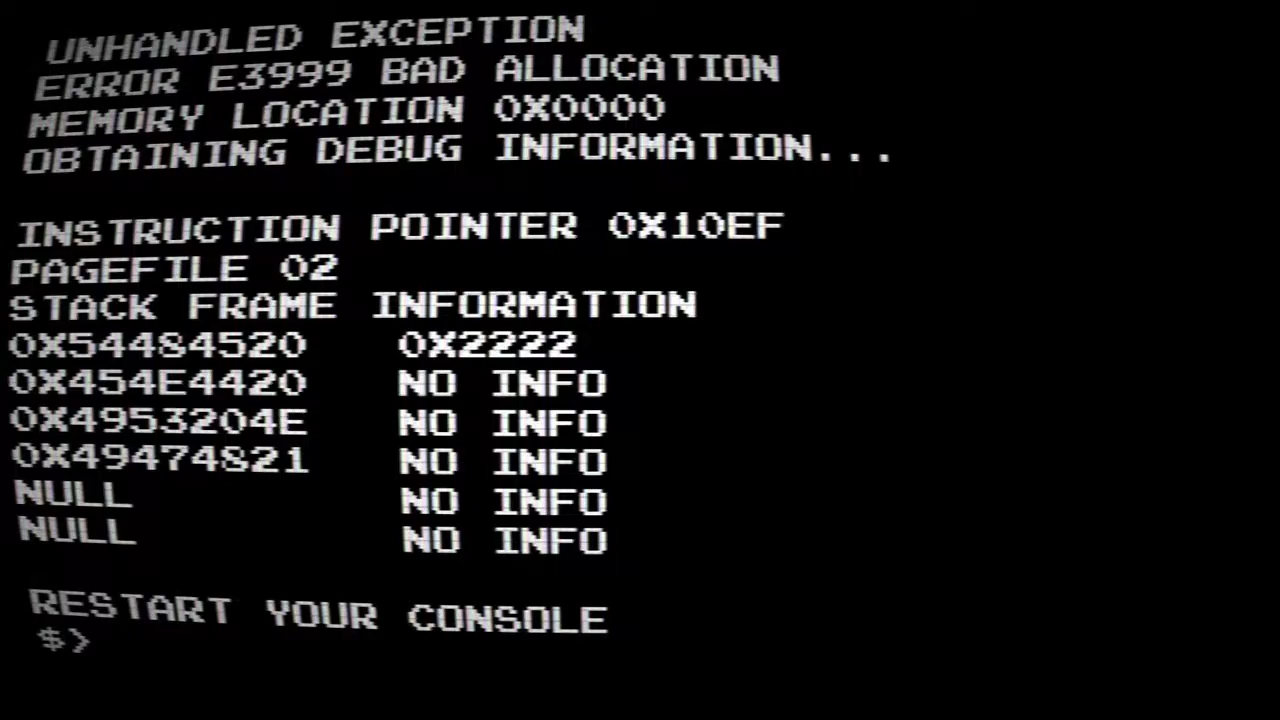 UNHANDLED EXCEPTION
ERROR E3999 BAD ALLOCATION
MEMORY LOCATION 0X0000
OBTAINING DEBUG INFORMATION...
INSTRUCTION POINTER 0X10EF
PAGEFILE 02
STACK FRAME INFORMATION
0X54484520 0X2222
0X454E4420 NO INFO
0X4953204E NO INFO
0X49474821 NO INFO
NULL NO INFO
NULL NO INFO
RESTART YOUR CONSOLE
$>